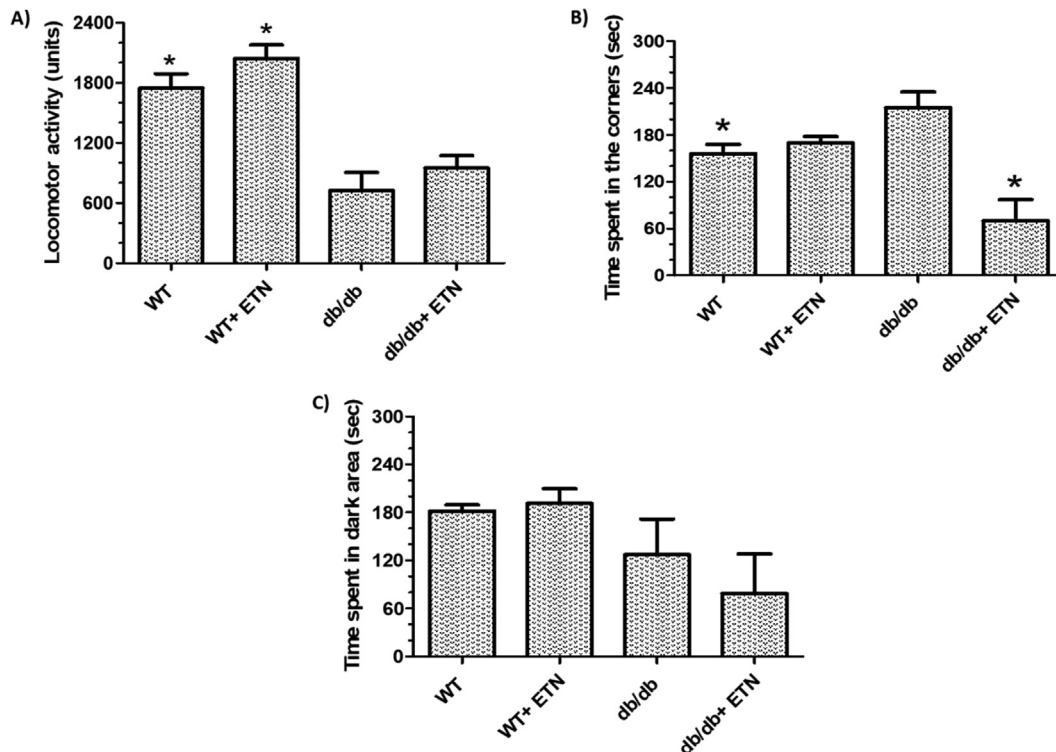 A)
Locomotor activity (units)
2400
1800
1200
600
0
*
*
WT
WT+ ETN
db/db
db/db+ ETN
B)
Time spent in the corners (sec)
300
240
180
120
60
0
*
*
WT
WT+ ETN
db/db
db/db+ ETN
C)
Time spent in dark area (sec)
300
240
180
120
60
0
WT
WT+ ETN
db/db
db/db+ ETN